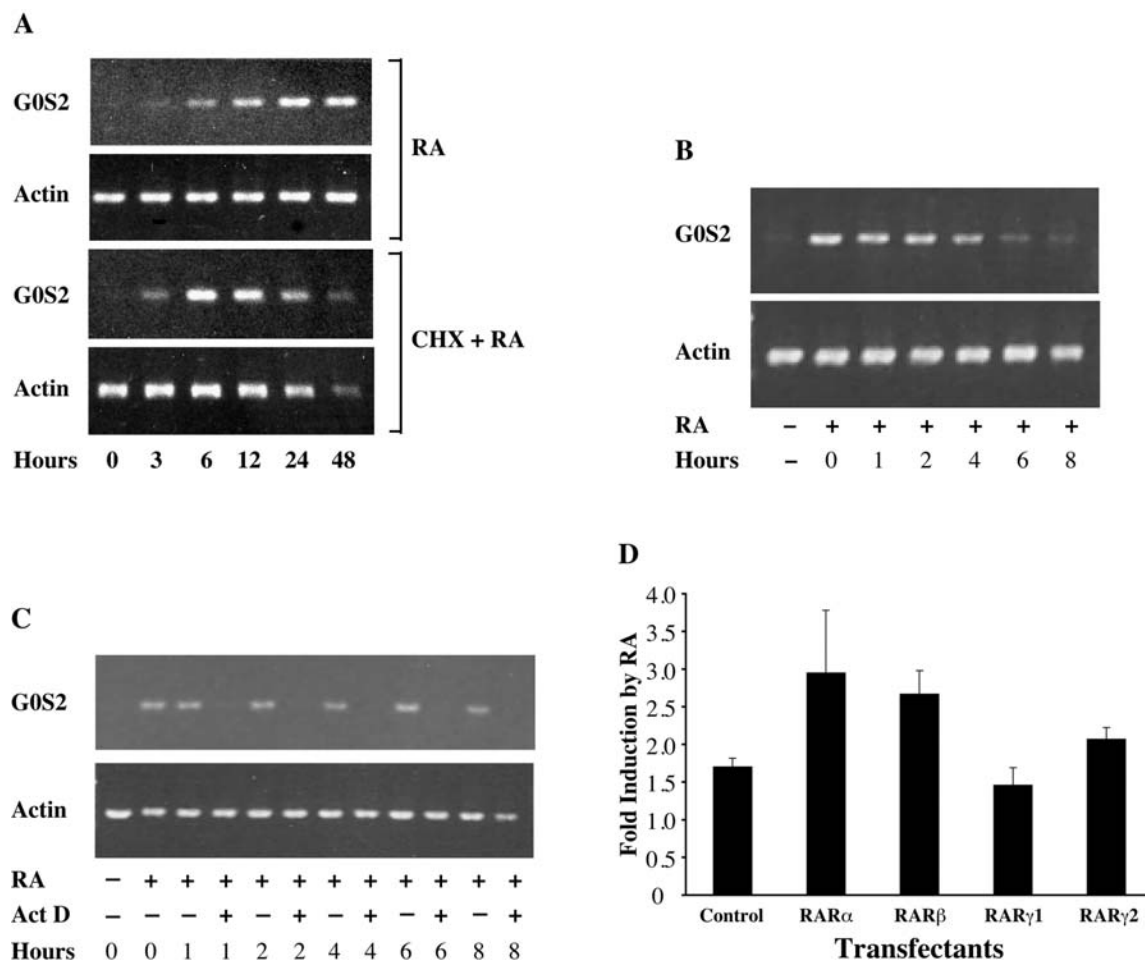 A
G0S2
RA
Actin
G0S2
CHX + RA
Actin
Hours 0 3 6 12 24 48
B
G0S2
Actin
RA – + + + + + +
Hours – 0 1 2 4 6 8
C
G0S2
Actin
RA – + + + + + + + + + + +
Act D – – – + – + – + – + – +
Hours 0 0 1 1 2 2 4 4 6 6 8 8
D
Fold Induction by RA
4.0
3.5
3.0
2.5
2.0
1.5
1.0
0.5
0
Control RARα RARβ RARγ1 RARγ2
Transfectants